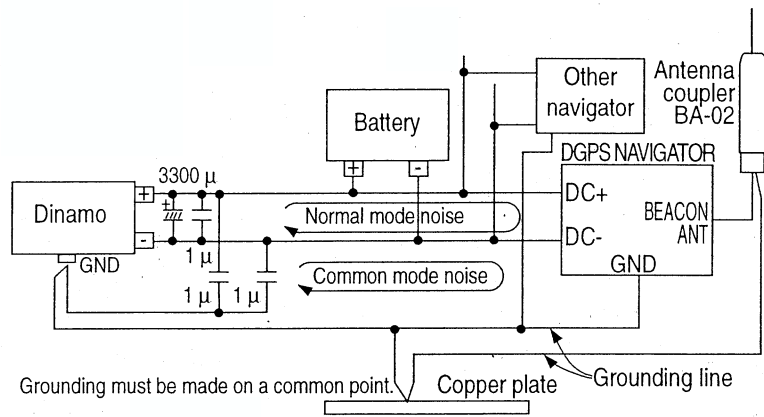 Other
navigator
Antenna
coupler
BA-02
Battery
+
-
DGPS NAVIGATOR
3300 μ
+
Dinamo
+
-
DC+
Normal mode noise
BEACON
ANT
DC-
1 μ
GND
GND
Common mode noise
1 μ
1 μ
Grounding must be made on a common point.
Copper plate
Grounding line